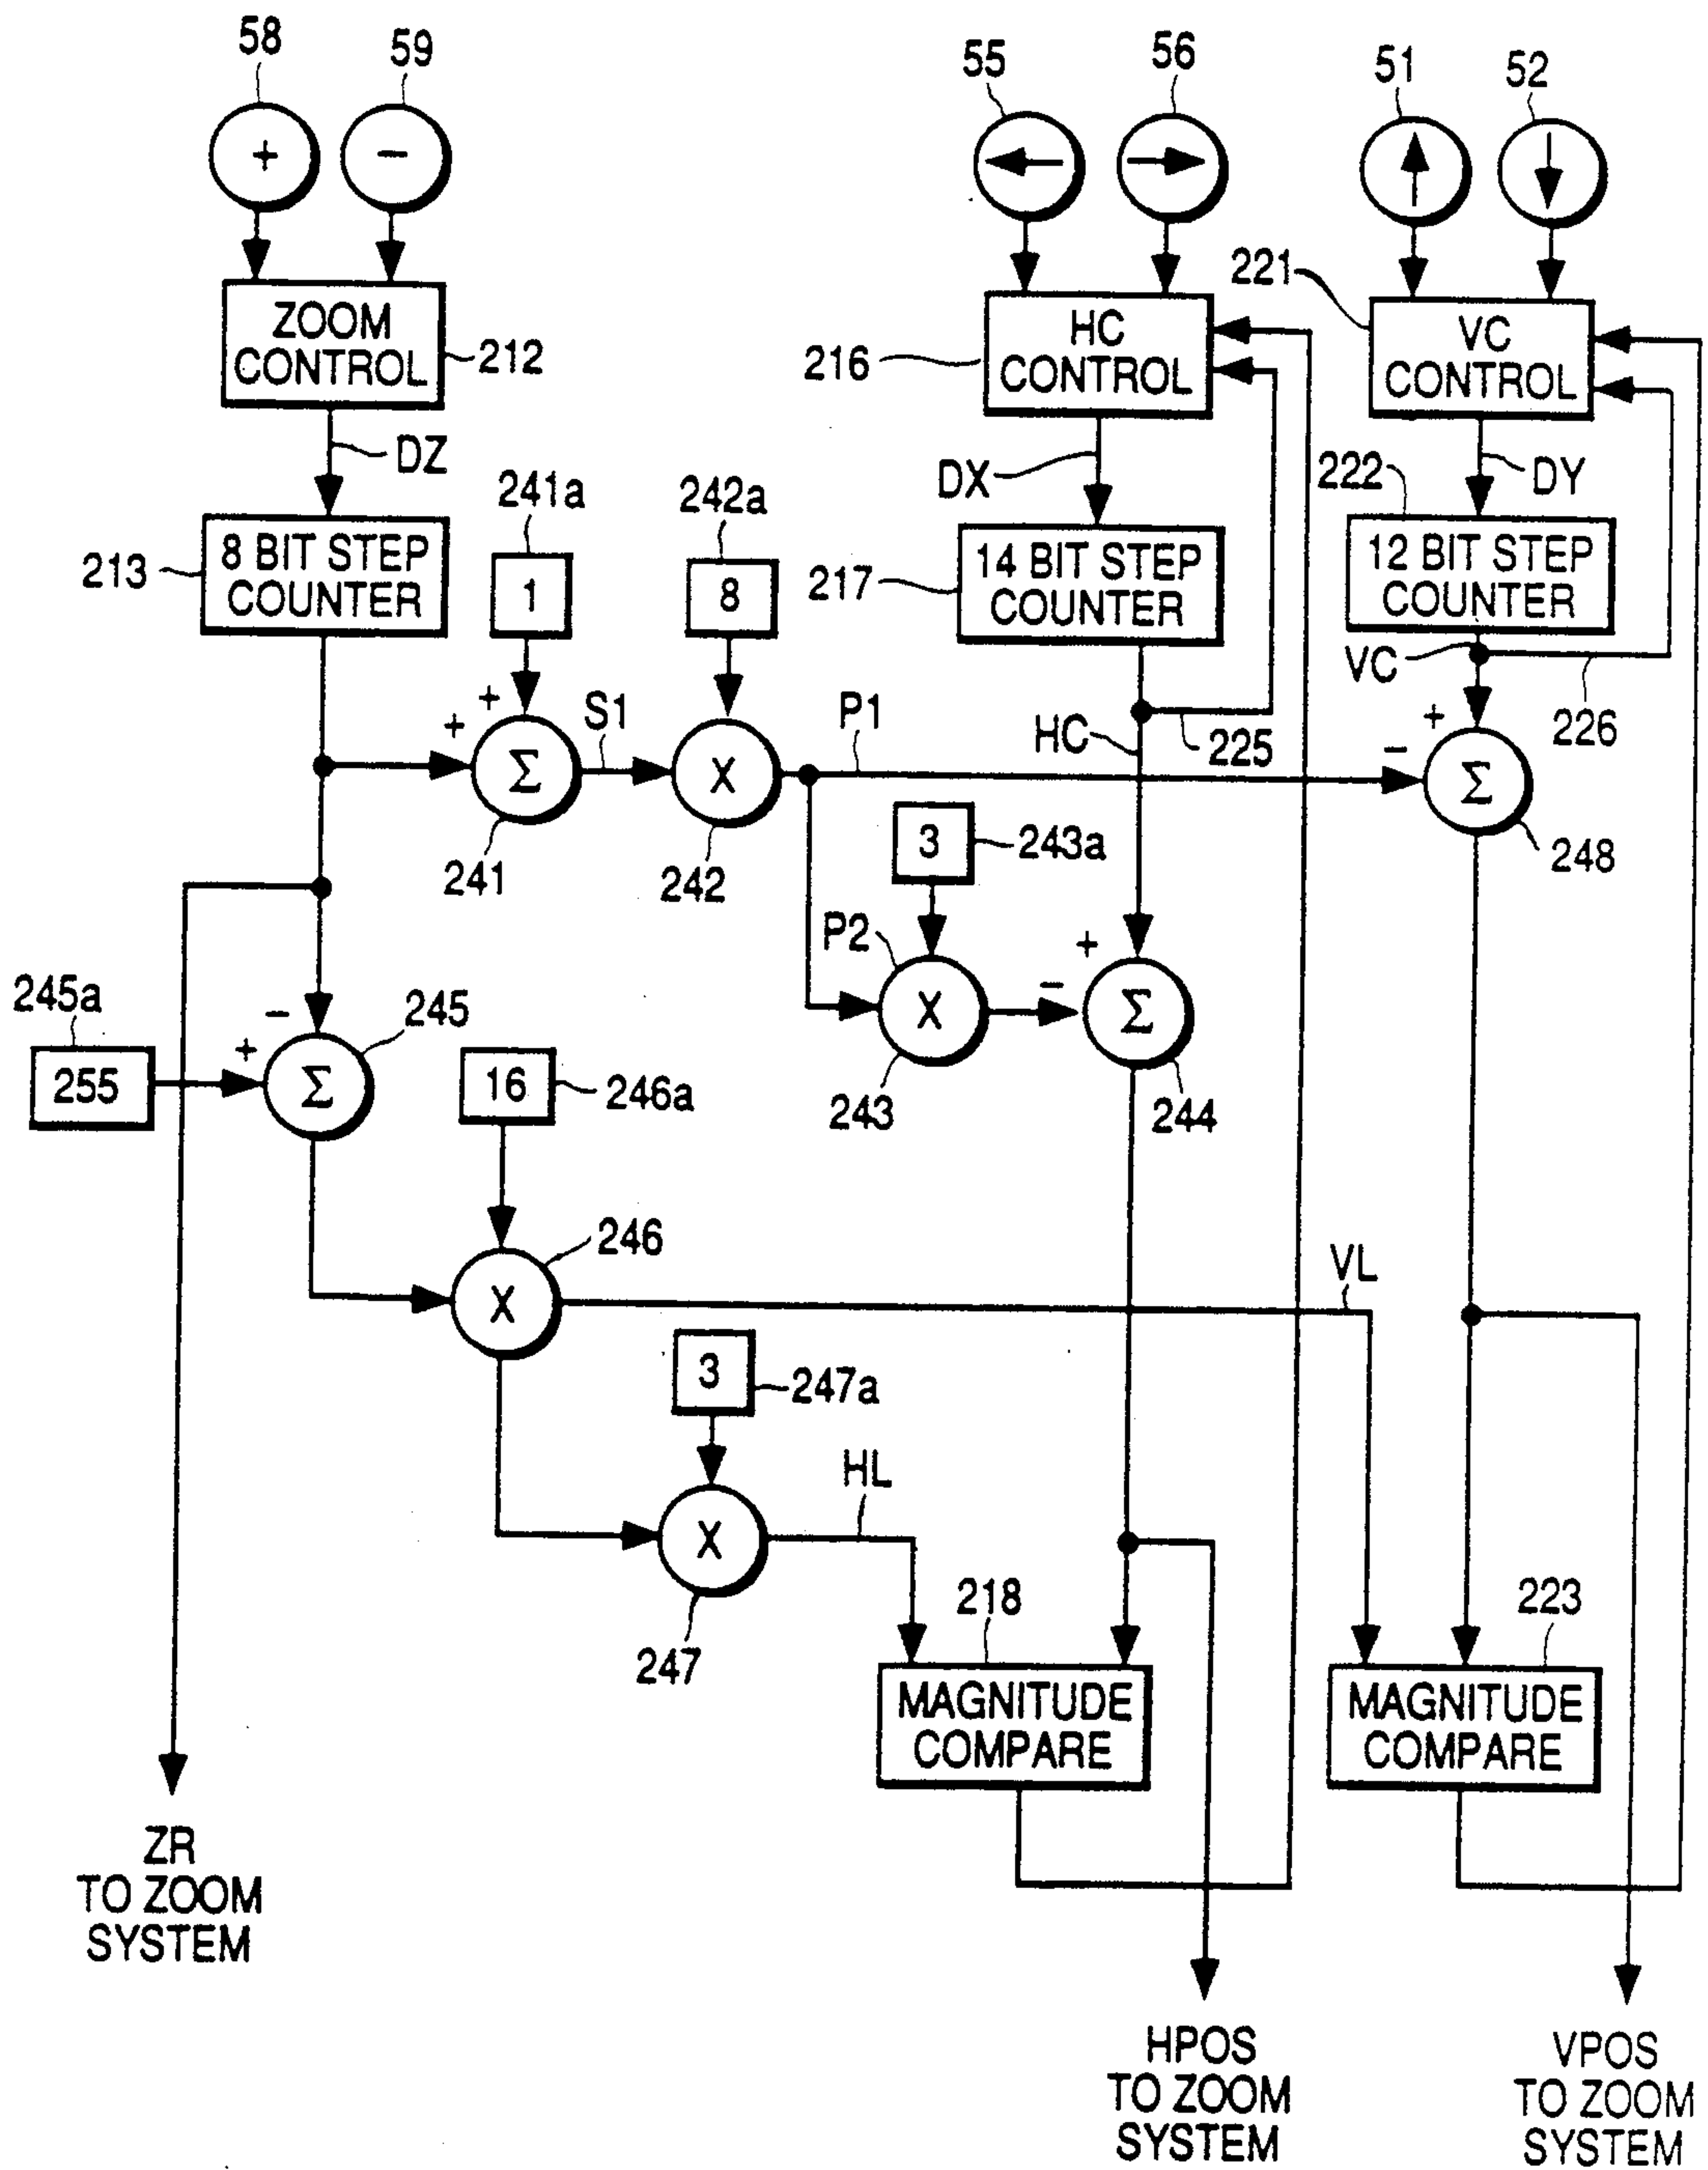 58
59
55
56
51
52
+
−
←
→
↑
↓
ZOOM
CONTROL
212
216
HC
CONTROL
221
VC
CONTROL
DZ
DX
DY
241a
242a
222
213
8 BIT STEP
COUNTER
1
8
217
14 BIT STEP
COUNTER
12 BIT STEP
COUNTER
VC
226
+
+
S1
P1
HC
225
+
−
Σ
X
Σ
241
242
3
243a
248
P2
+
−
X
Σ
243
244
245a
−
245
+
255
Σ
16
246a
246
X
VL
3
247a
HL
X
247
218
223
MAGNITUDE
COMPARE
MAGNITUDE
COMPARE
ZR
TO ZOOM
SYSTEM
HPOS
TO ZOOM
SYSTEM
VPOS
TO ZOOM
SYSTEM